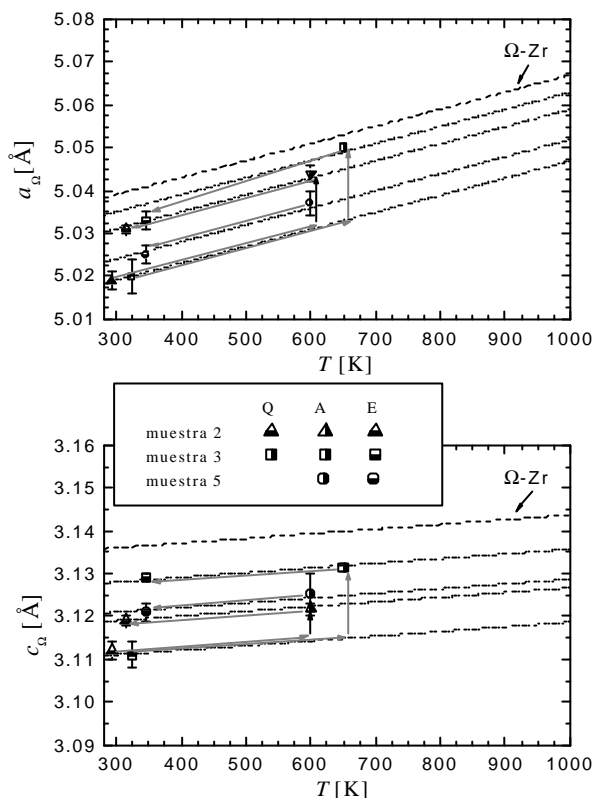 5.08
5.07
5.06
5.05
5.04
5.03
5.02
5.01
a_Ω [Å]
Ω-Zr
300 400 500 600 700 800 900 1000
T [K]
Q A E
muestra 2
muestra 3
muestra 5
3.16
3.15
3.14
3.13
3.12
3.11
3.10
3.09
c_Ω [Å]
Ω-Zr
300 400 500 600 700 800 900 1000
T [K]